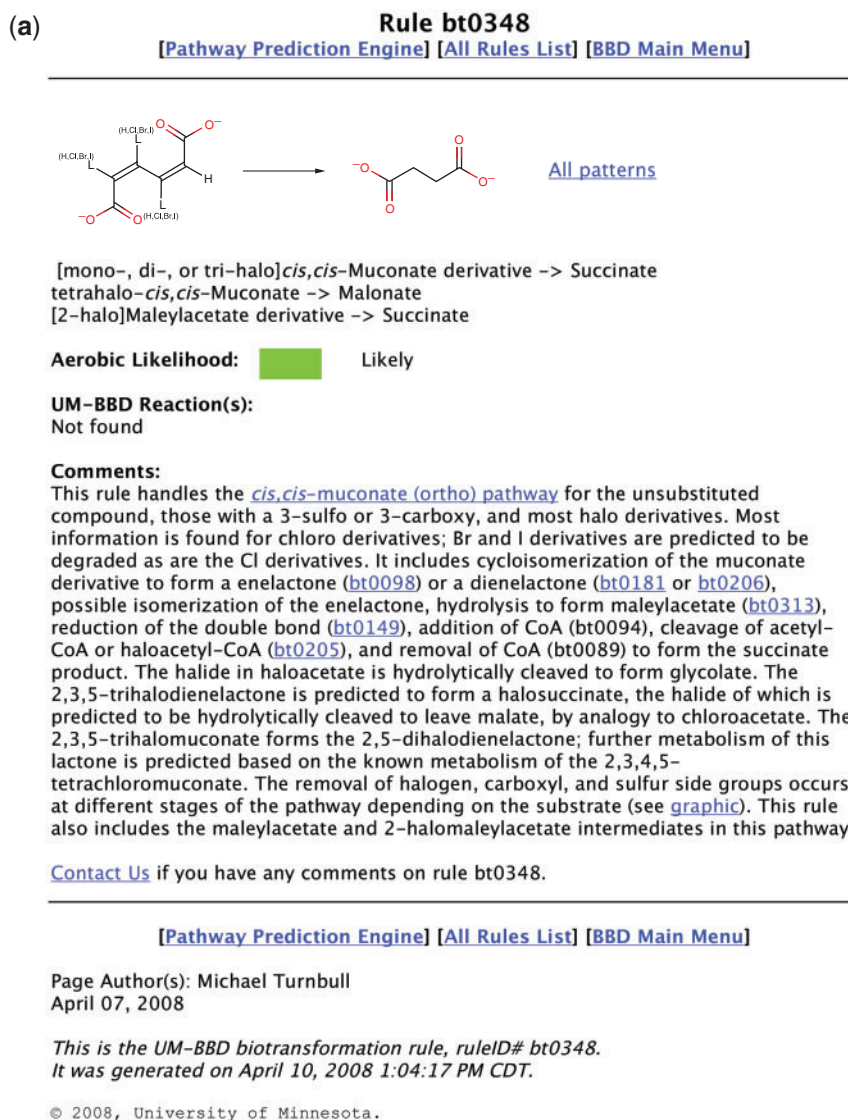 (a)
Rule bt0348
[Pathway Prediction Engine] [All Rules List] [BBD Main Menu]
(H,Cl,Br,I)
L
(H,Cl,Br,I)
L
O
O−
H
L
(H,Cl,Br,I)
−O
O
O
−O
O−
O
All patterns
[mono-, di-, or tri-halo]cis,cis-Muconate derivative -> Succinate
tetrahalo-cis,cis-Muconate -> Malonate
[2-halo]Maleylacetate derivative -> Succinate
Aerobic Likelihood: Likely
UM-BBD Reaction(s):
Not found
Comments:
This rule handles the cis,cis-muconate (ortho) pathway for the unsubstituted
compound, those with a 3-sulfo or 3-carboxy, and most halo derivatives. Most
information is found for chloro derivatives; Br and I derivatives are predicted to be
degraded as are the Cl derivatives. It includes cycloisomerization of the muconate
derivative to form a enelactone (bt0098) or a dienelactone (bt0181 or bt0206),
possible isomerization of the enelactone, hydrolysis to form maleylacetate (bt0313),
reduction of the double bond (bt0149), addition of CoA (bt0094), cleavage of acetyl-
CoA or haloacetyl-CoA (bt0205), and removal of CoA (bt0089) to form the succinate
product. The halide in haloacetate is hydrolytically cleaved to form glycolate. The
2,3,5-trihalodienelactone is predicted to form a halosuccinate, the halide of which is
predicted to be hydrolytically cleaved to leave malate, by analogy to chloroacetate. The
2,3,5-trihalomuconate forms the 2,5-dihalodienelactone; further metabolism of this
lactone is predicted based on the known metabolism of the 2,3,4,5-
tetrachloromuconate. The removal of halogen, carboxyl, and sulfur side groups occurs
at different stages of the pathway depending on the substrate (see graphic). This rule
also includes the maleylacetate and 2-halomaleylacetate intermediates in this pathway
Contact Us if you have any comments on rule bt0348.
[Pathway Prediction Engine] [All Rules List] [BBD Main Menu]
Page Author(s): Michael Turnbull
April 07, 2008
This is the UM-BBD biotransformation rule, ruleID# bt0348.
It was generated on April 10, 2008 1:04:17 PM CDT.
© 2008, University of Minnesota.